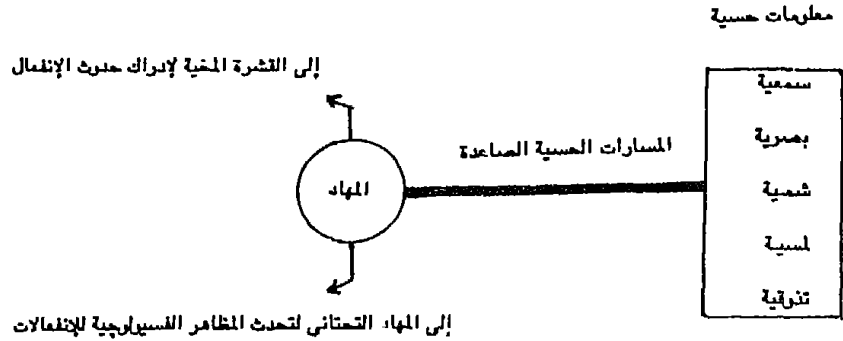 معلومات حسية
سمعية
بصرية
شمية
لمسية
تذوقية
المسارات الحسية الصاعدة
المهاد
إلى القشرة المخية لإدراك حدوث الإنفعال
إلى المهاد التحتاني لتحدث المظاهر الفسيولوجية للإنفعالات